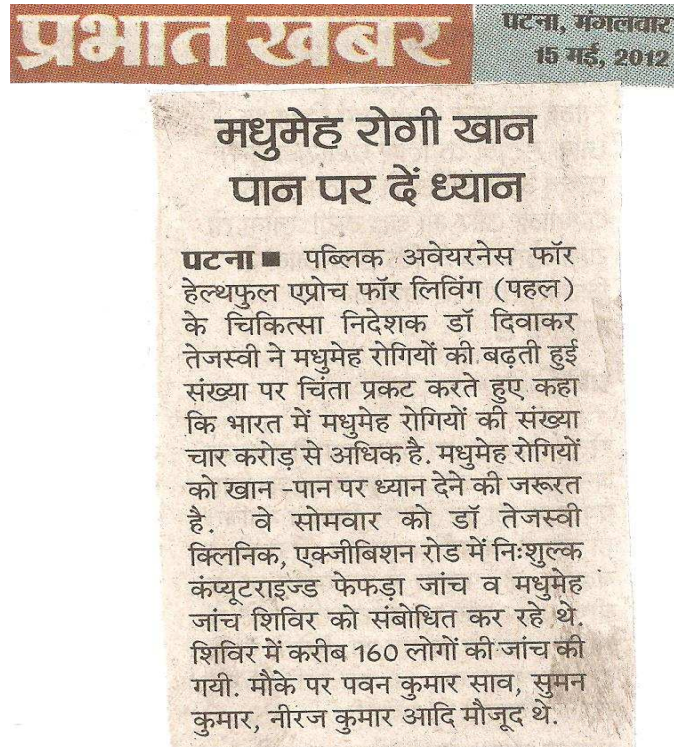 प्रभात खबर
पटना, मंगलवार
15 मई, 2012
मधुमेह रोगी खान
पान पर दें ध्यान
पटना ■ पब्लिक अवेयरनेस फॉर
हेल्थफुल एप्रोच फॉर लिविंग (पहल)
के चिकित्सा निदेशक डॉ दिवाकर
तेजस्वी ने मधुमेह रोगियों की बढ़ती हुई
संख्या पर चिंता प्रकट करते हुए कहा
कि भारत में मधुमेह रोगियों की संख्या
चार करोड़ से अधिक है. मधुमेह रोगियों
को खान -पान पर ध्यान देने की जरूरत
है. वे सोमवार को डॉ तेजस्वी
क्लिनिक, एक्जीबिशन रोड में निःशुल्क
कंप्यूटराइज्ड फेफड़ा जांच व मधुमेह
जांच शिविर को संबोधित कर रहे थे.
शिविर में करीब 160 लोगों की जांच की
गयी. मौके पर पवन कुमार साव, सुमन
कुमार, नीरज कुमार आदि मौजूद थे.